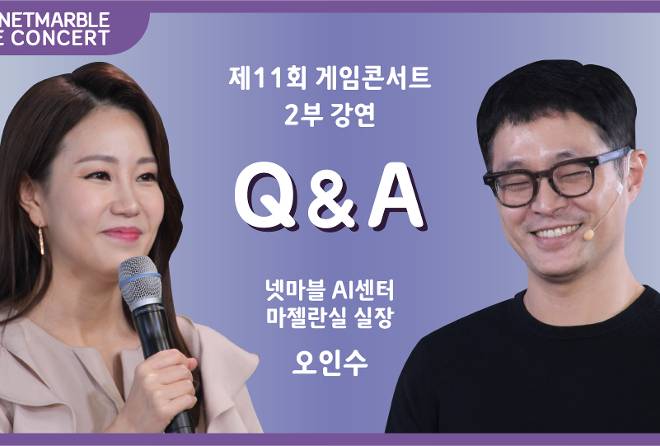 NETMARBLE
E CONCERT
제11회 게임콘서트
2부 강연
Q&A
넷마블 AI센터
마젤란실 실장
오인수